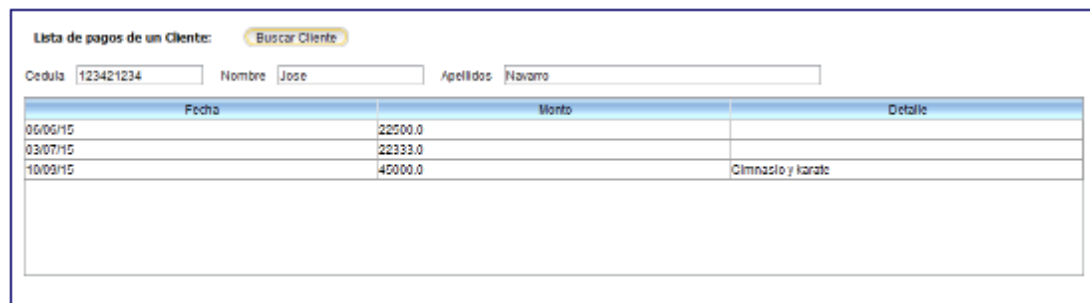 Lista de pagos de un Cliente: Buscar Cliente
Cedula 123421234 Nombre Jose Apellidos Navarro
Fecha Monto Detalle
06/06/15 22500.0
03/07/15 22333.0
10/09/15 45000.0 Gimnasio y karate